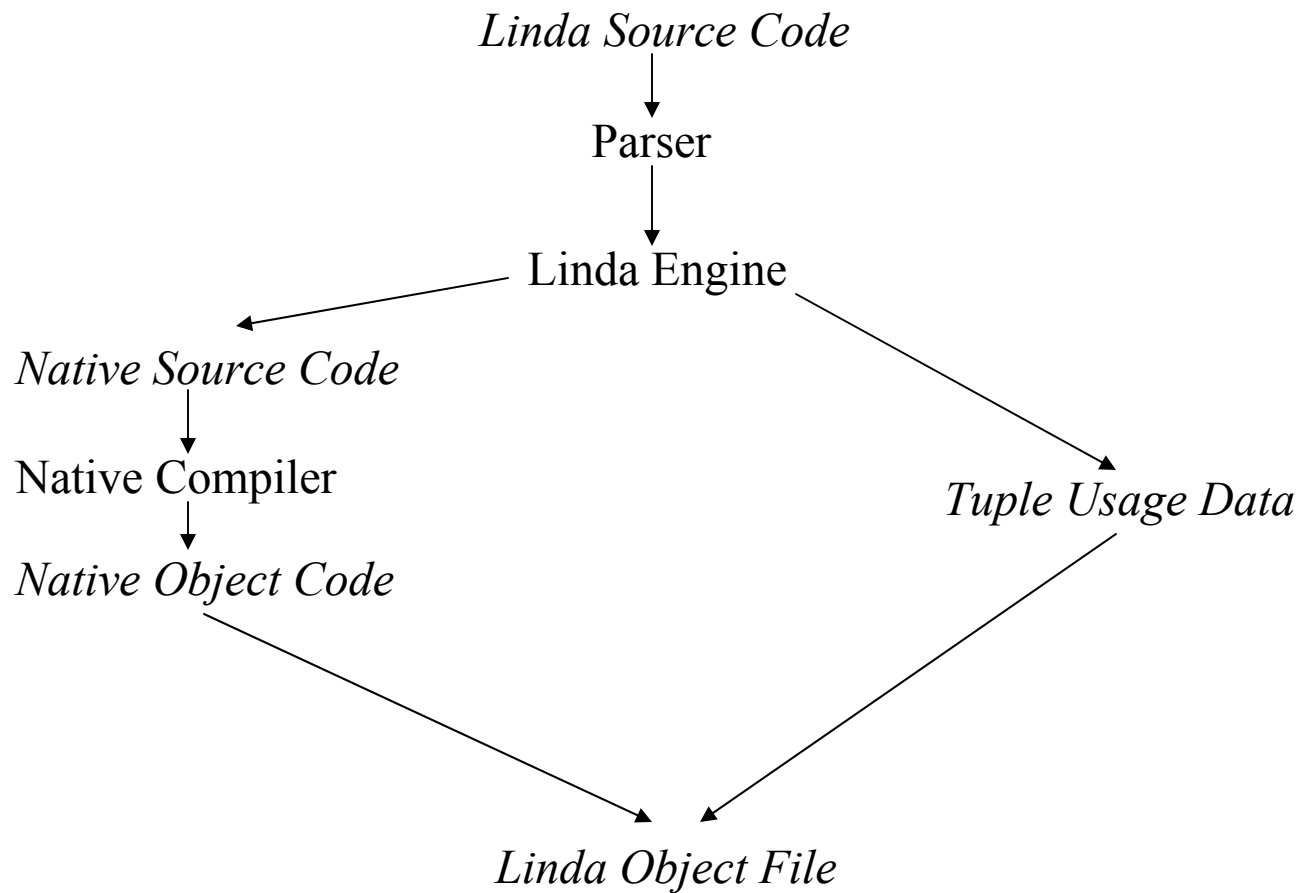 Linda Source Code
Parser
Linda Engine
Native Source Code
Native Compiler
Tuple Usage Data
Native Object Code
Linda Object File